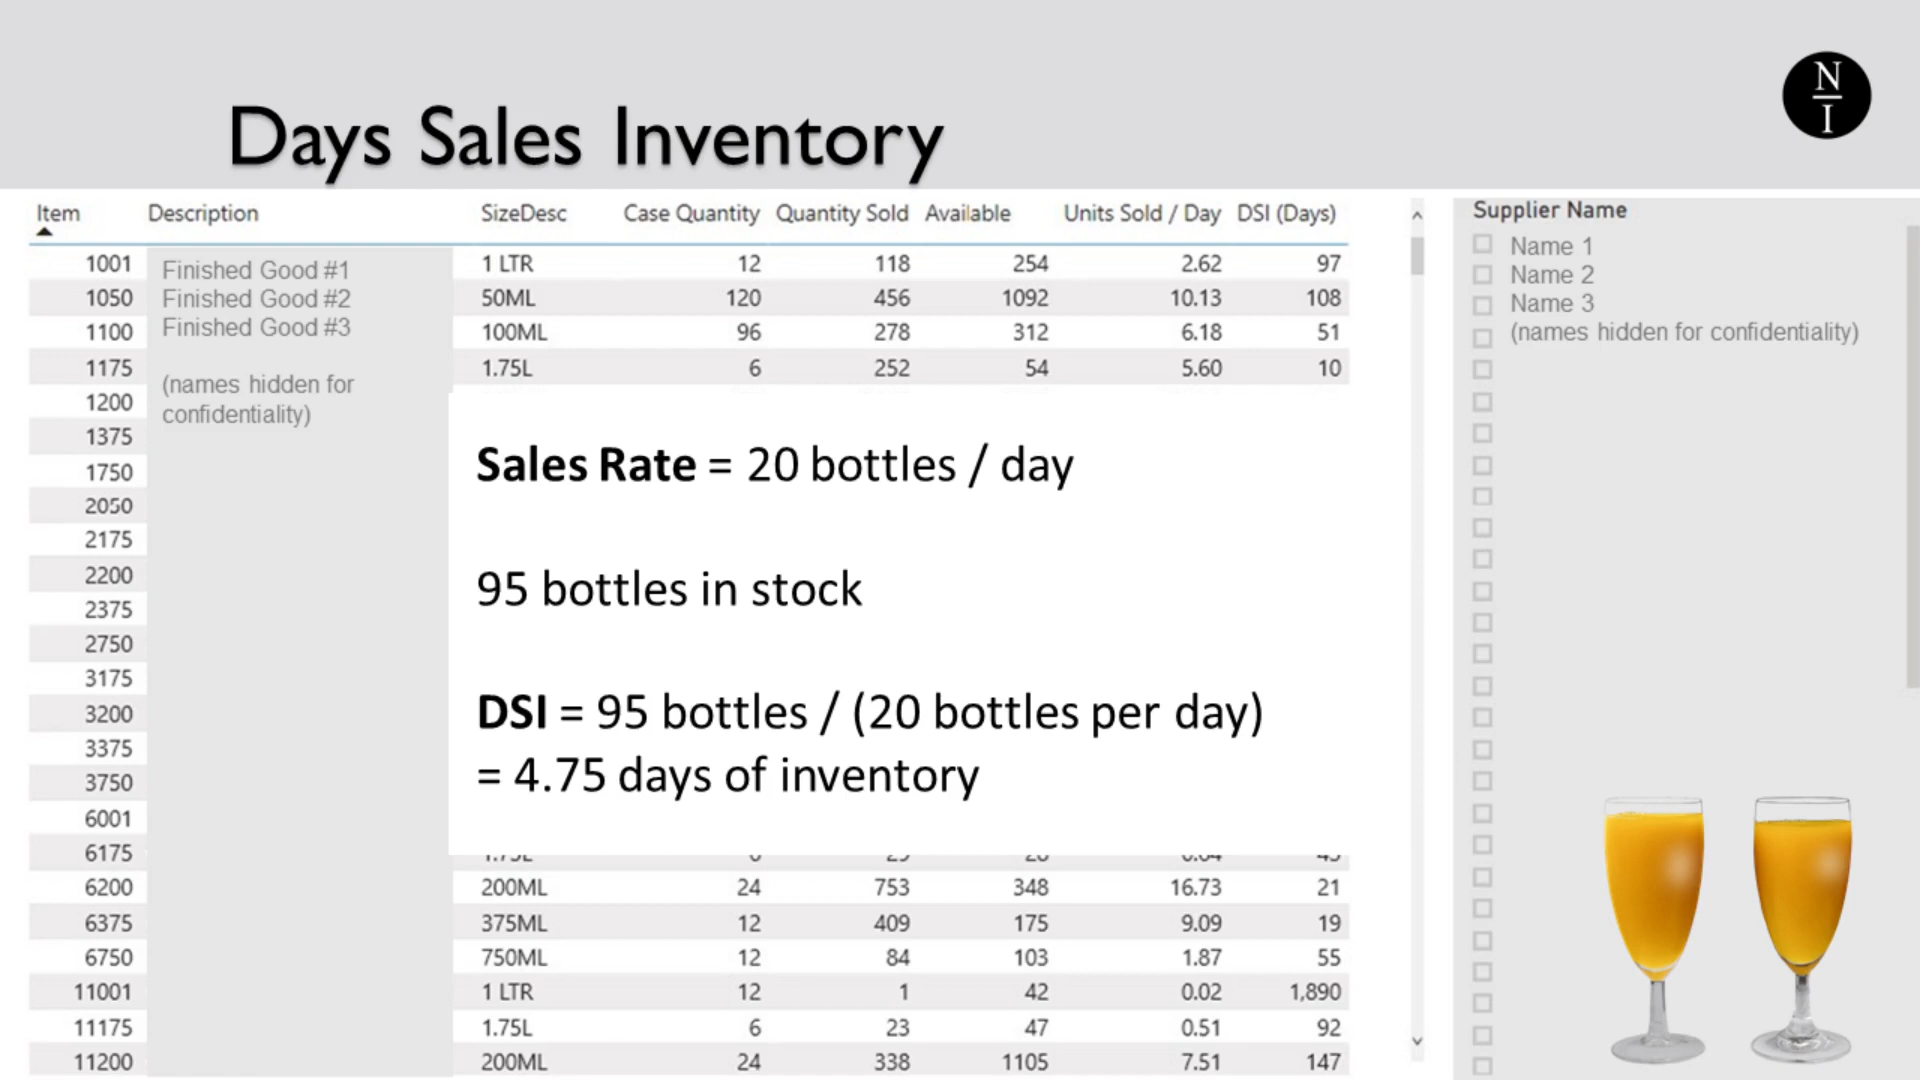 Days Sales Inventory
N
I
Item Description SizeDesc Case Quantity Quantity Sold Available Units Sold / Day DSI (Days)
1001 Finished Good #1 1 LTR 12 118 254 2.62 97
1050 Finished Good #2 50ML 120 456 1092 10.13 108
1100 Finished Good #3 100ML 96 278 312 6.18 51
1175 1.75L 6 252 54 5.60 10
(names hidden for
confidentiality)
1200
1375
1750
2050
2175
2200
2375
2750
3175
3200
3375
3750
6001
6175
Sales Rate = 20 bottles / day
95 bottles in stock
DSI = 95 bottles / (20 bottles per day)
= 4.75 days of inventory
6200 200ML 24 753 348 16.73 21
6375 375ML 12 409 175 9.09 19
6750 750ML 12 84 103 1.87 55
11001 1 LTR 12 1 42 0.02 1,890
11175 1.75L 6 23 47 0.51 92
11200 200ML 24 338 1105 7.51 147
Supplier Name
Name 1
Name 2
Name 3
(names hidden for confidentiality)